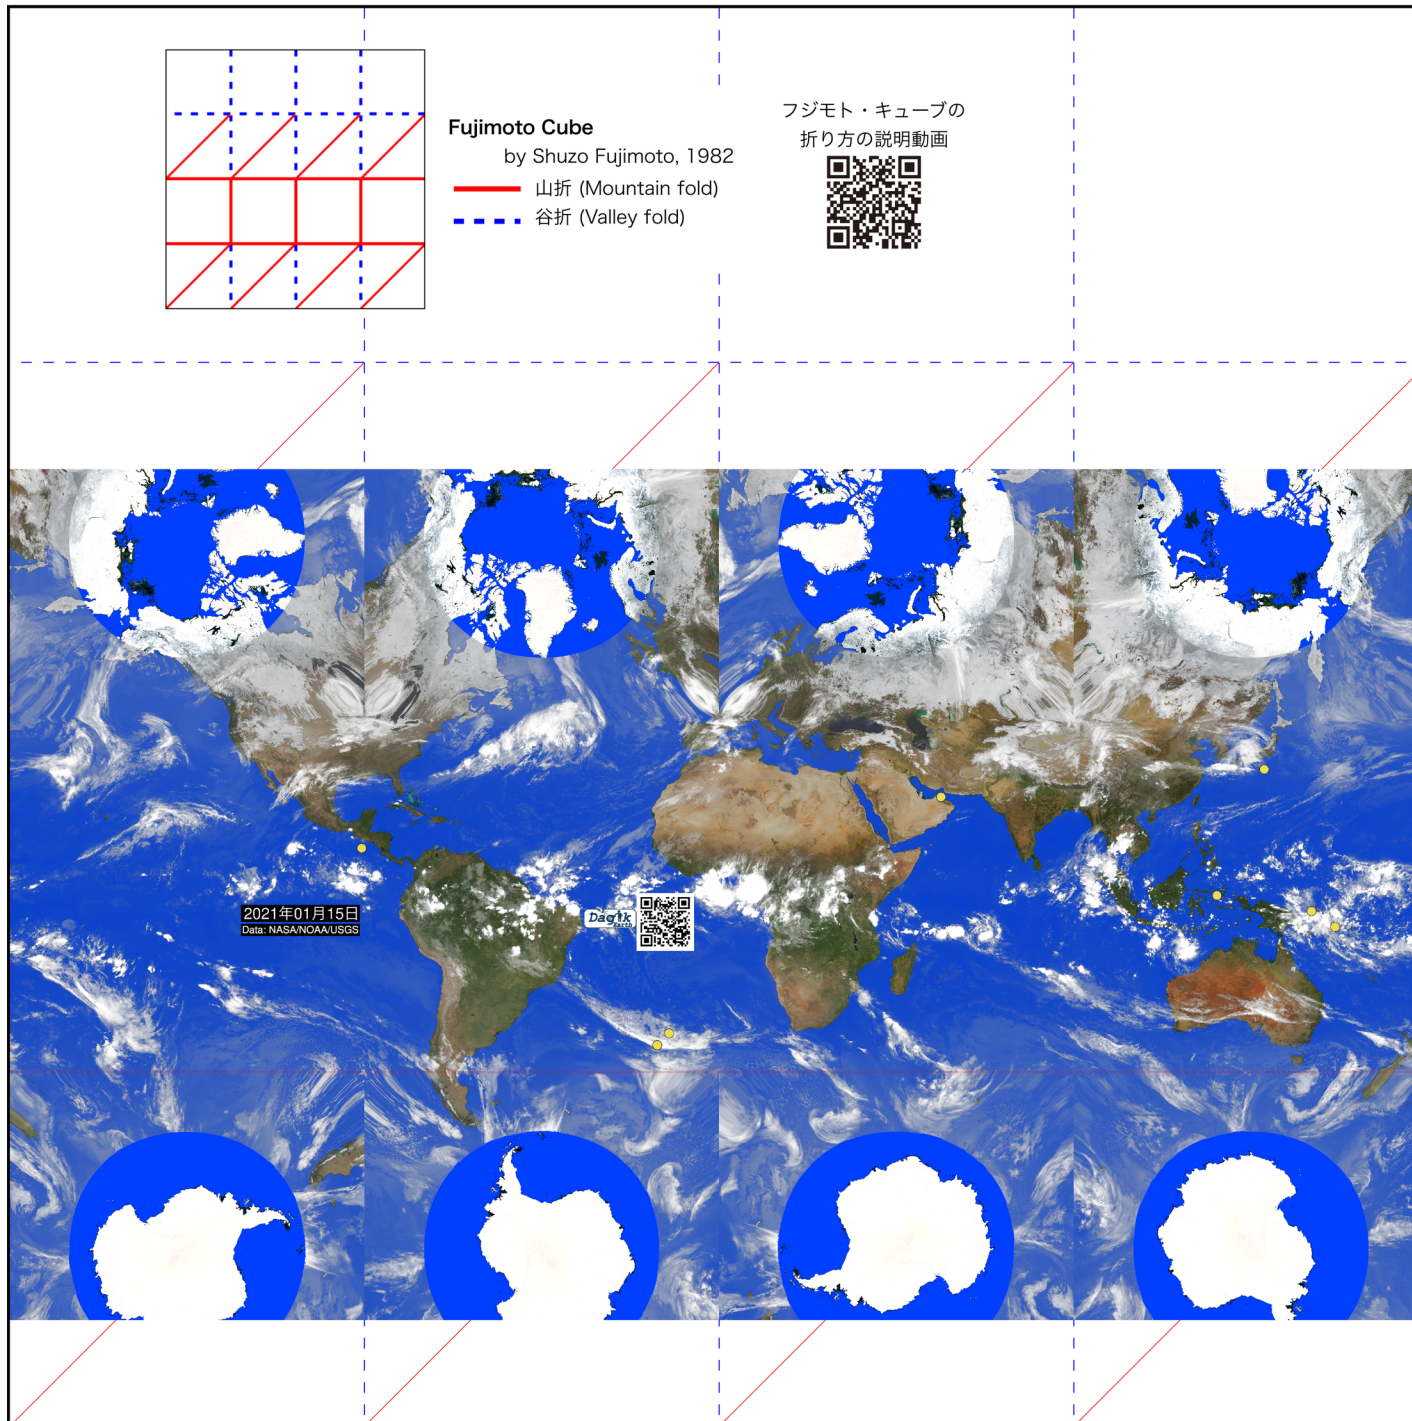 Fujimoto Cube
by Shuzo Fujimoto, 1982
山折 (Mountain fold)
谷折 (Valley fold)
フジモト・キューブの
折り方の説明動画
2021年01月15日
Data: NASA/NOAA/USGS
Dagik
Earth